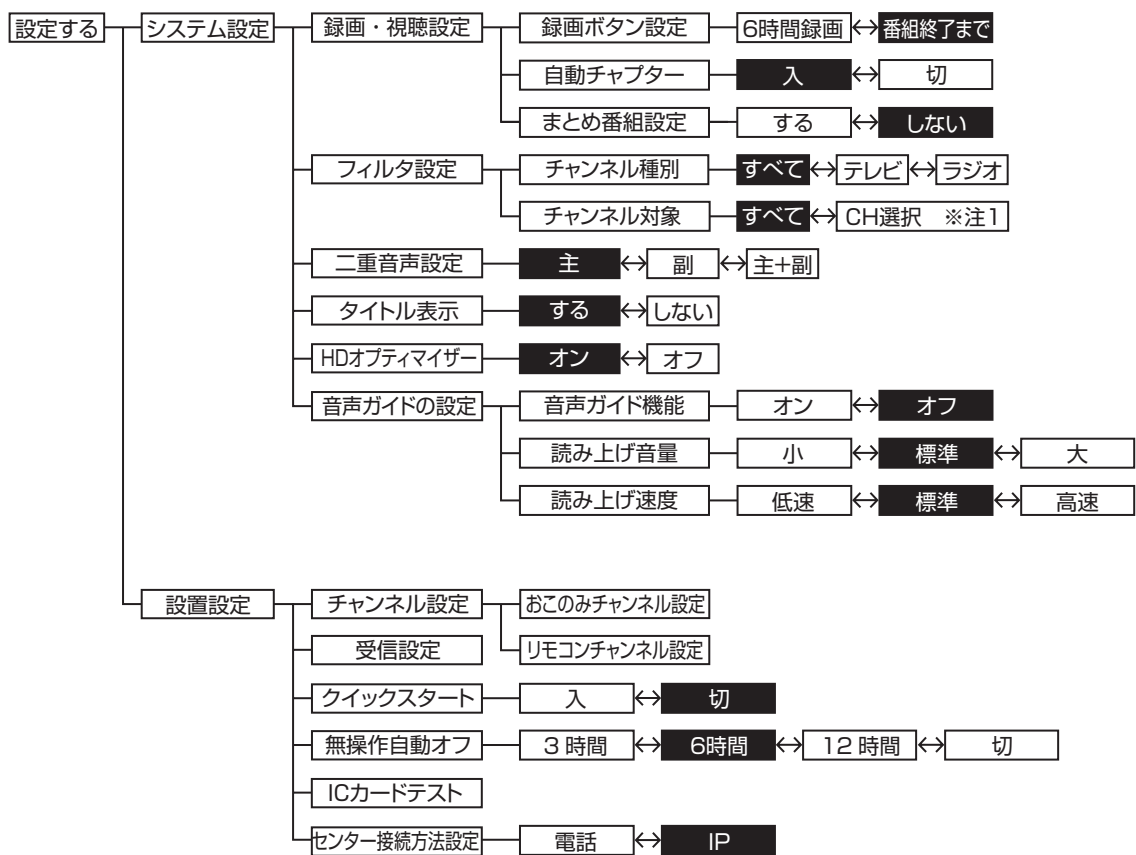 設定する システム設定 録画・視聴設定 録画ボタン設定 6時間録画 ↔ 番組終了まで
自動チャプター 入 ↔ 切
まとめ番組設定 する ↔ しない
フィルタ設定 チャンネル種別 すべて ↔ テレビ ↔ ラジオ
チャンネル対象 すべて ↔ CH選択 ※注1
二重音声設定 主 ↔ 副 ↔ 主+副
タイトル表示 する ↔ しない
HDオプティマイザー オン ↔ オフ
音声ガイドの設定 音声ガイド機能 オン ↔ オフ
読み上げ音量 小 ↔ 標準 ↔ 大
読み上げ速度 低速 ↔ 標準 ↔ 高速
設置設定 チャンネル設定 おこのみチャンネル設定
受信設定 リモコンチャンネル設定
クイックスタート 入 ↔ 切
無操作自動オフ 3 時間 ↔ 6時間 ↔ 12 時間 ↔ 切
ICカードテスト
センター接続方法設定 電話 ↔ IP